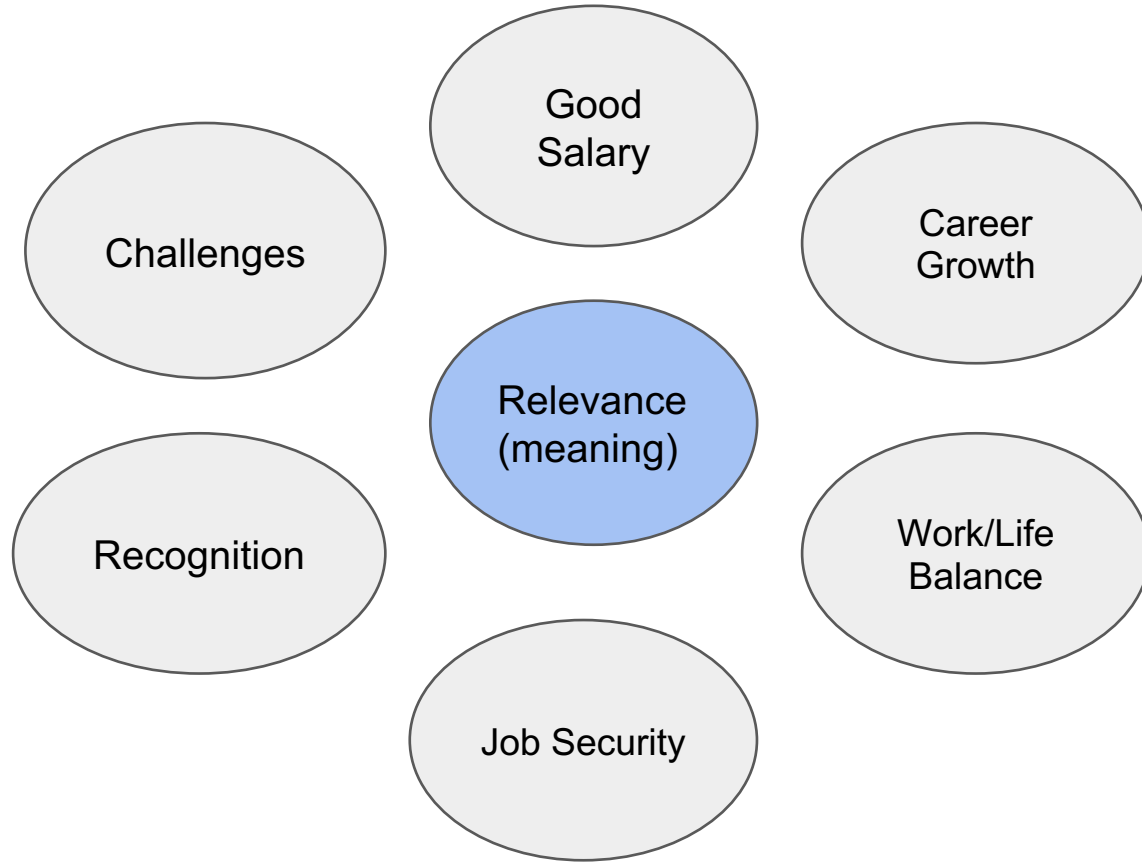 Good
Salary
Challenges
Career
Growth
Relevance
(meaning)
Recognition
Work/Life
Balance
Job Security